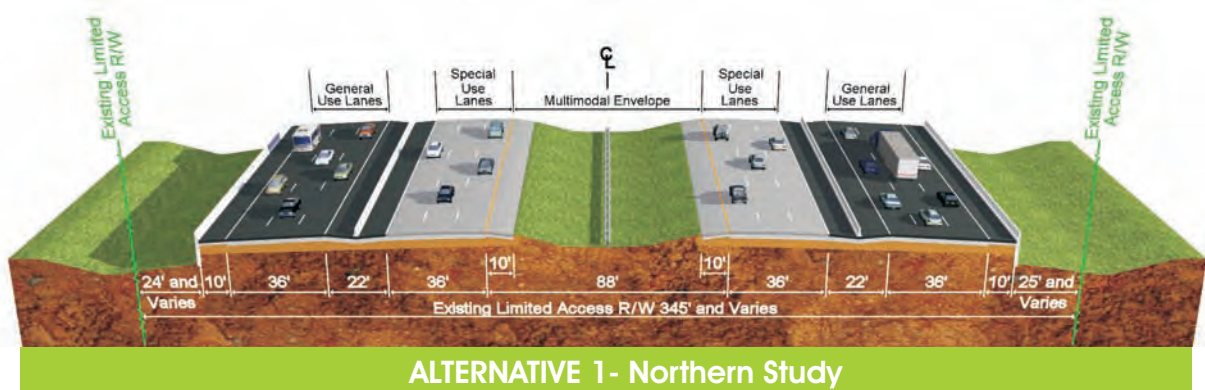 Existing Limited
Access R/W
General
Use Lanes
Special
Use
Lanes
℄
Multimodal Envelope
Special
Use
Lanes
General
Use Lanes
Existing Limited
Access R/W
24' and
Varies
10'
36'
22'
36'
10'
88'
10'
36'
22'
36'
10'
25' and
Varies
Existing Limited Access R/W 345' and Varies
ALTERNATIVE 1- Northern Study